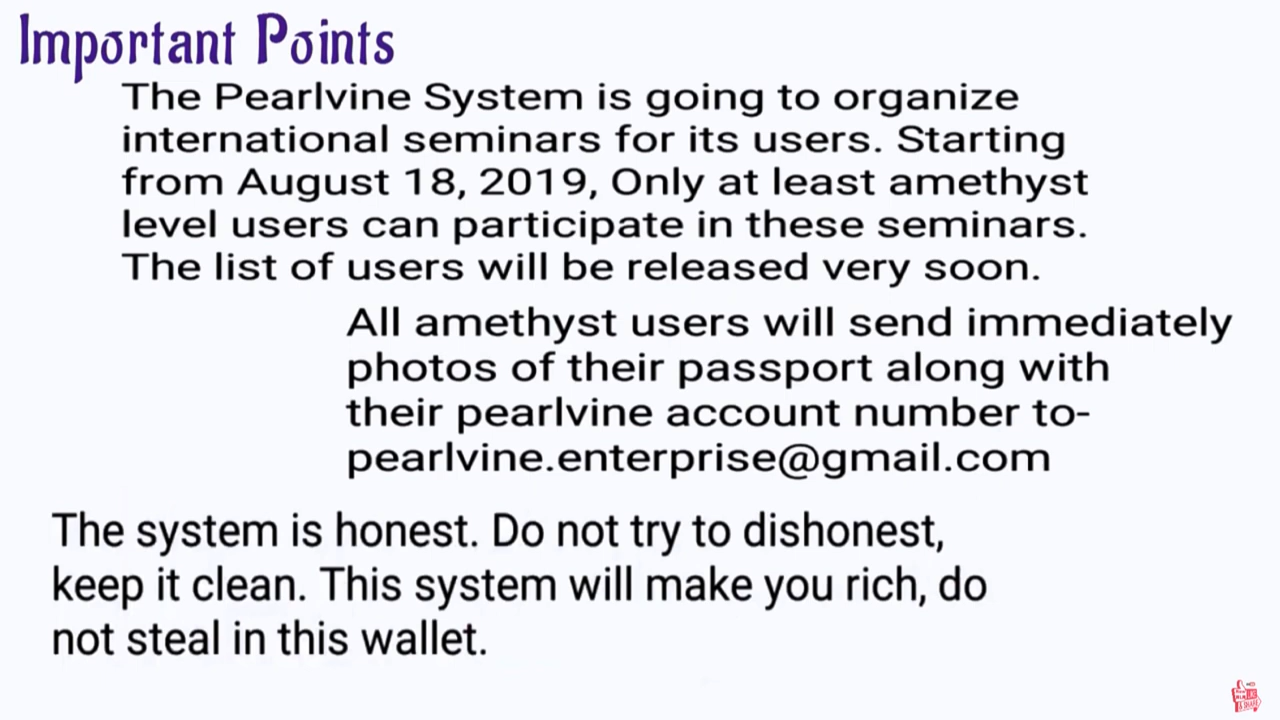 Important Points
The Pearlvine System is going to organize
international seminars for its users. Starting
from August 18, 2019, Only at least amethyst
level users can participate in these seminars.
The list of users will be released very soon.
All amethyst users will send immediately
photos of their passport along with
their pearlvine account number to-
pearlvine.enterprise@gmail.com
The system is honest. Do not try to dishonest,
keep it clean. This system will make you rich, do
not steal in this wallet.